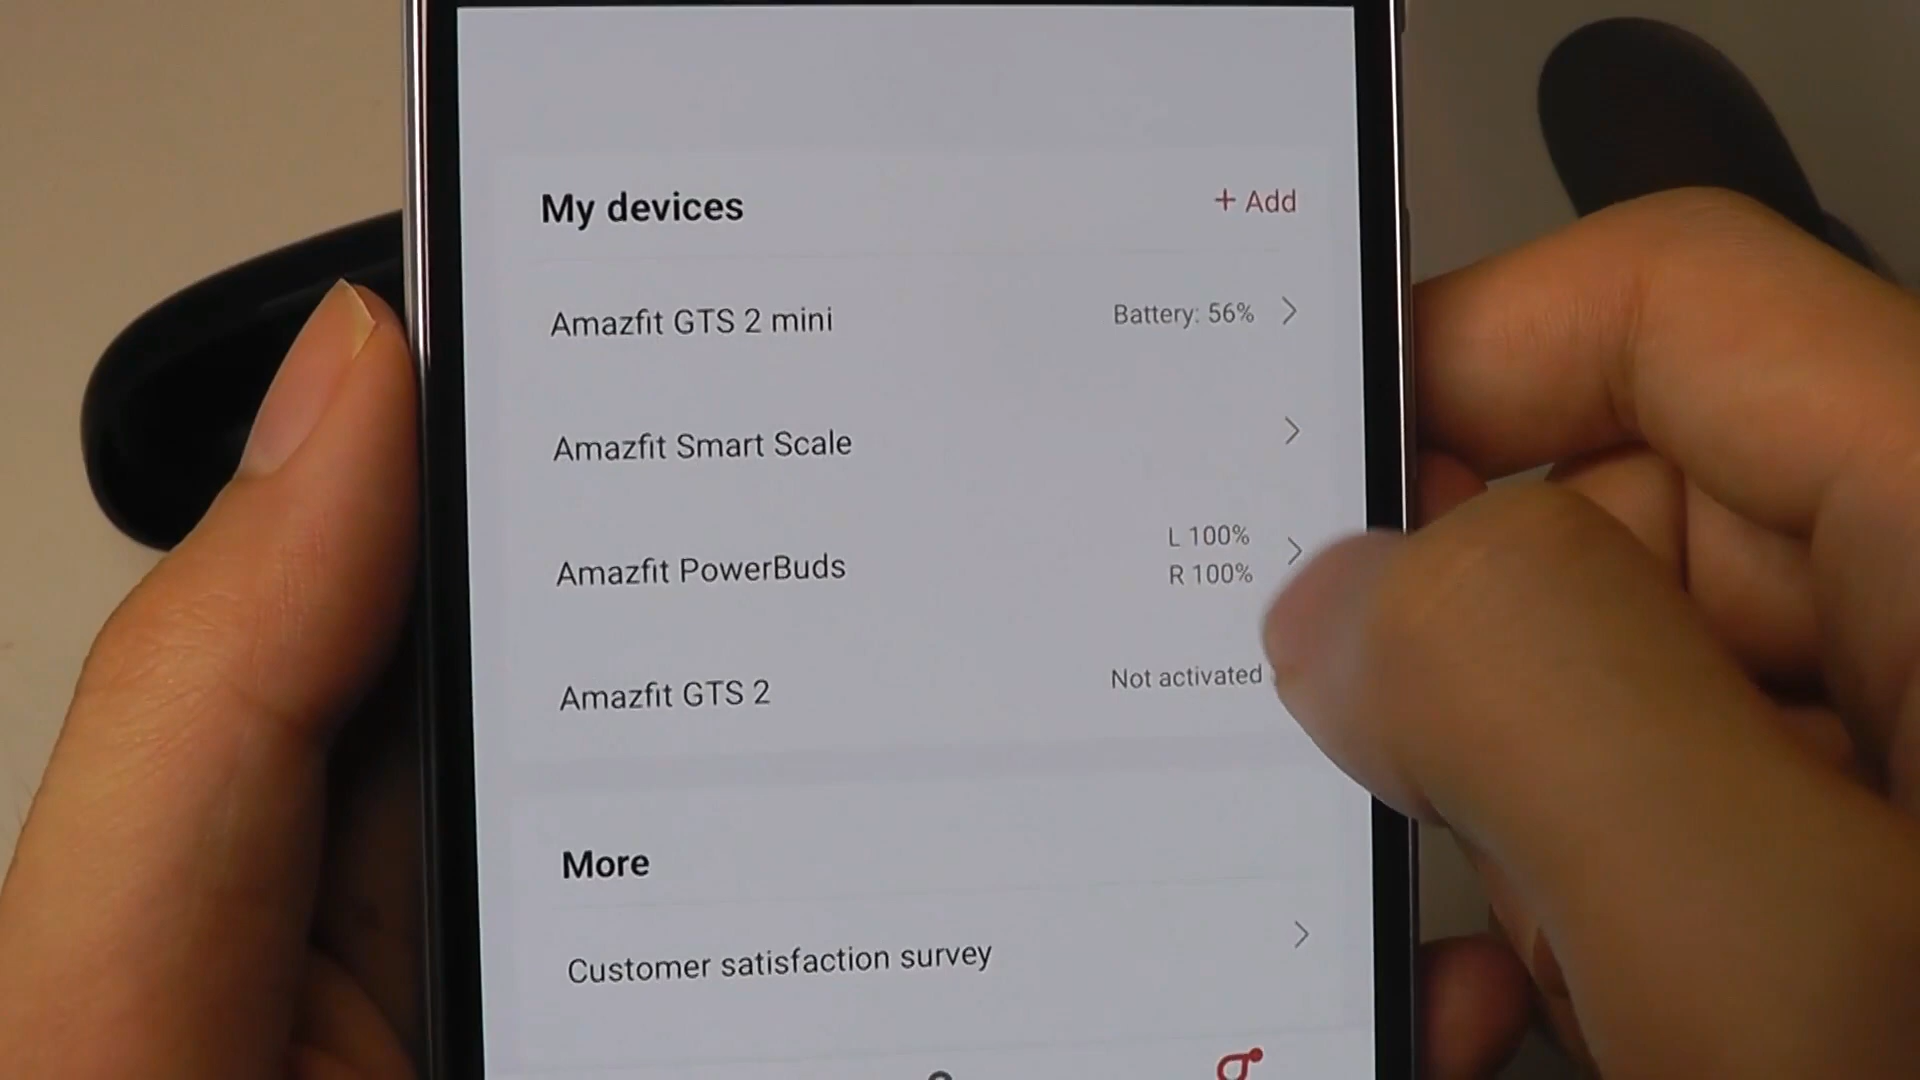 My devices
+ Add
Amazfit GTS 2 mini
Battery: 56%
Amazfit Smart Scale
Amazfit PowerBuds
L 100%
R 100%
Amazfit GTS 2
Not activated
More
Customer satisfaction survey